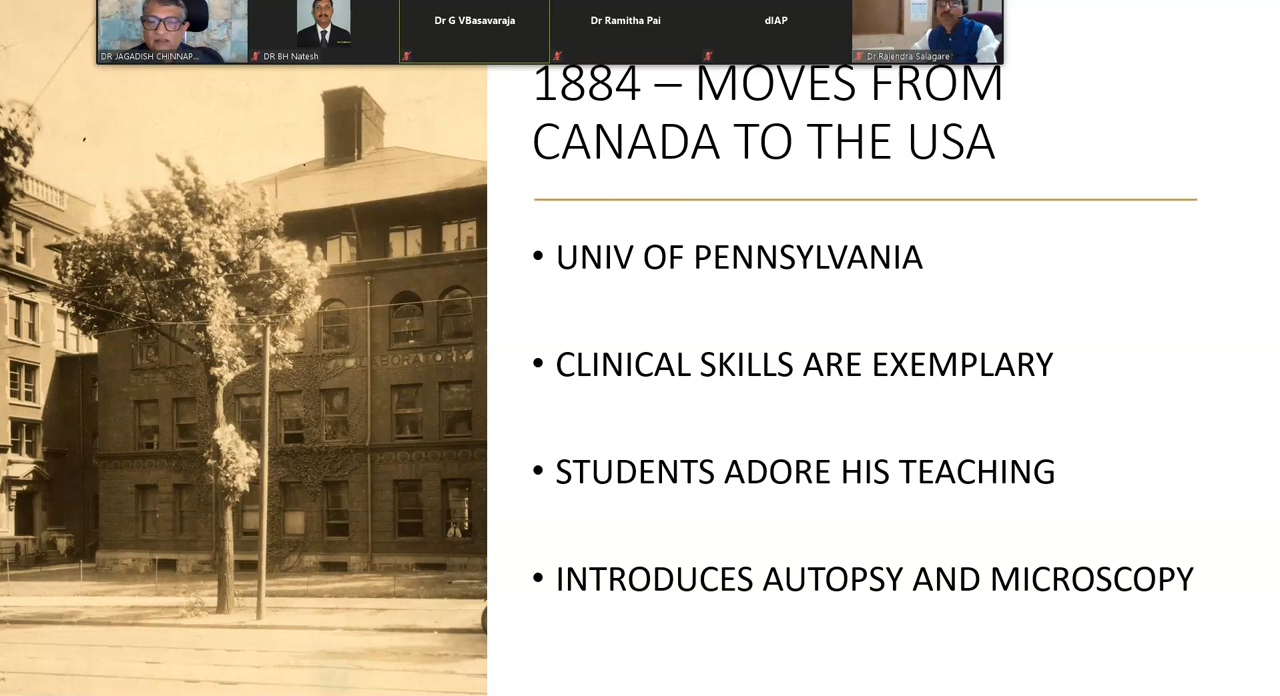 DR JAGADISH CHINNAP...
DR BH Natesh
Dr G VBasavaraja
Dr Ramitha Pai
dIAP
Dr.Rajendra Salagare
1884 – MOVES FROM
CANADA TO THE USA
• UNIV OF PENNSYLVANIA
• CLINICAL SKILLS ARE EXEMPLARY
• STUDENTS ADORE HIS TEACHING
• INTRODUCES AUTOPSY AND MICROSCOPY
LABORATORY